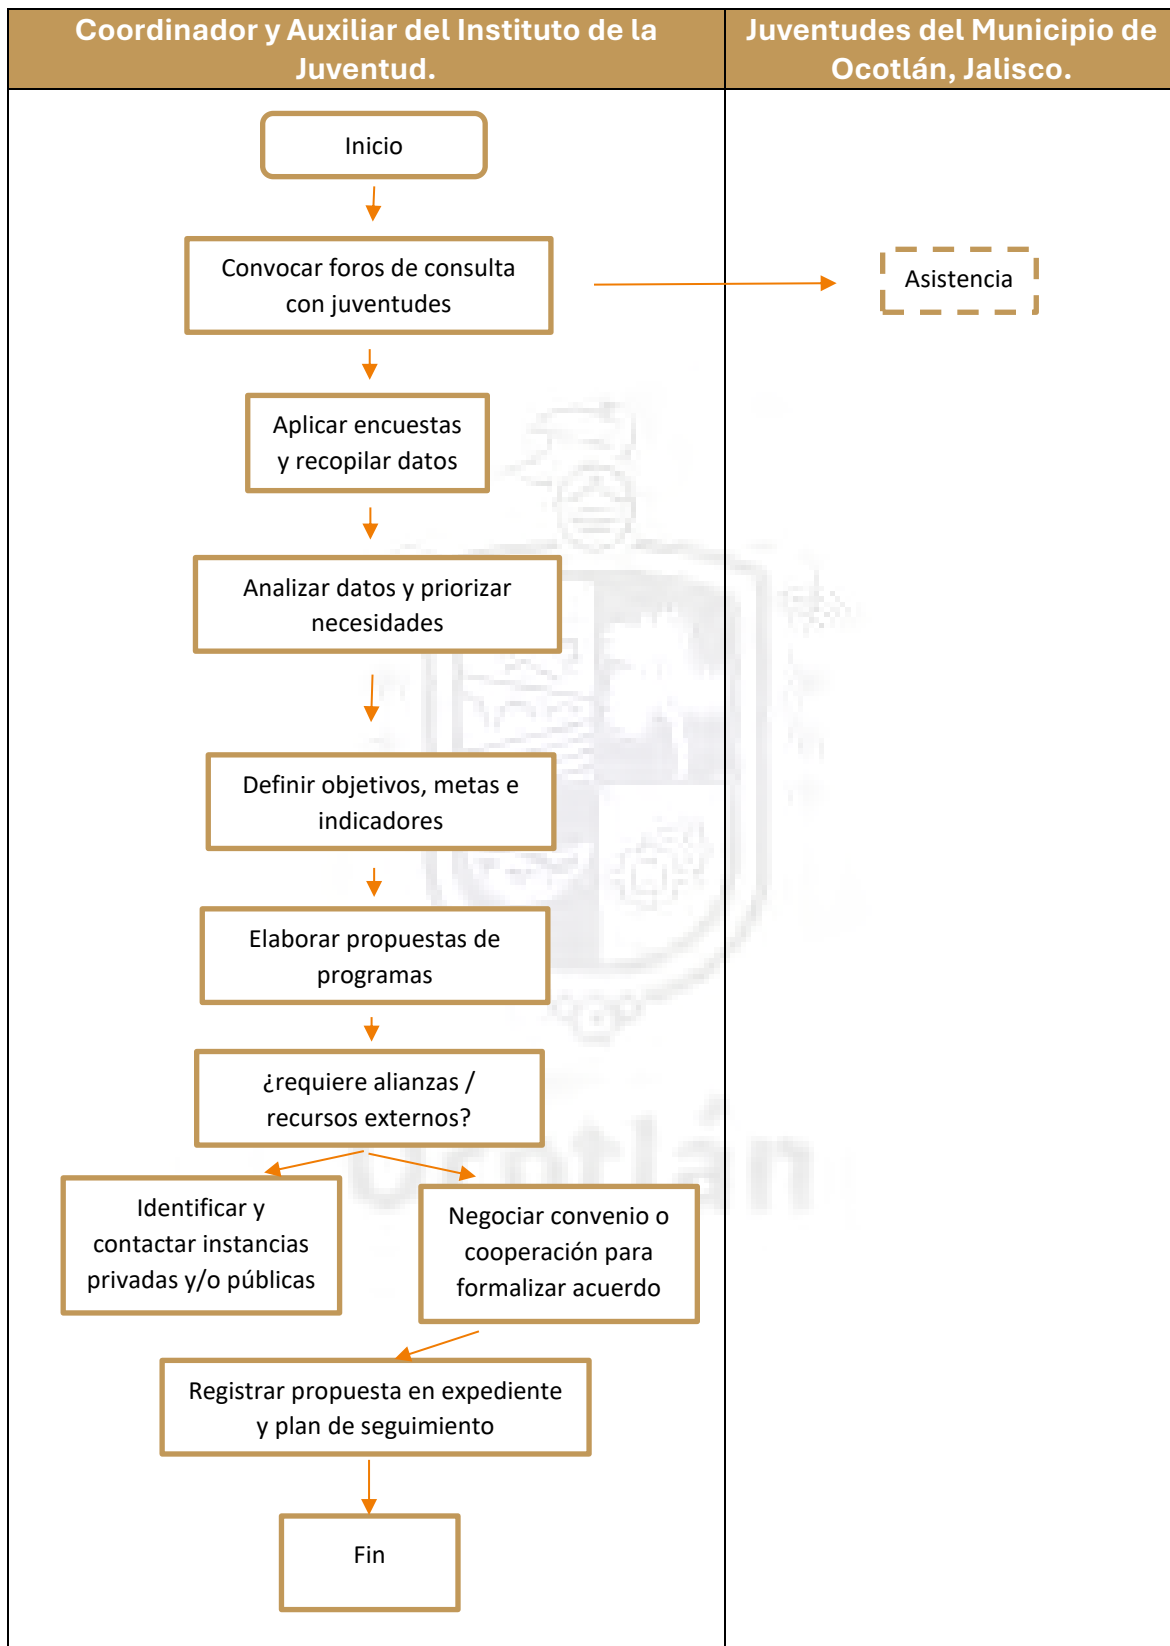 Coordinador y Auxiliar del Instituto de la
Juventud.
Juventudes del Municipio de
Ocotlán, Jalisco.
Inicio
Convocar foros de consulta
con juventudes
Asistencia
Aplicar encuestas
y recopilar datos
Analizar datos y priorizar
necesidades
Definir objetivos, metas e
indicadores
Elaborar propuestas de
programas
¿requiere alianzas /
recursos externos?
Ocotlán
Identificar y
contactar instancias
privadas y/o públicas
Negociar convenio o
cooperación para
formalizar acuerdo
Registrar propuesta en expediente
y plan de seguimiento
Fin